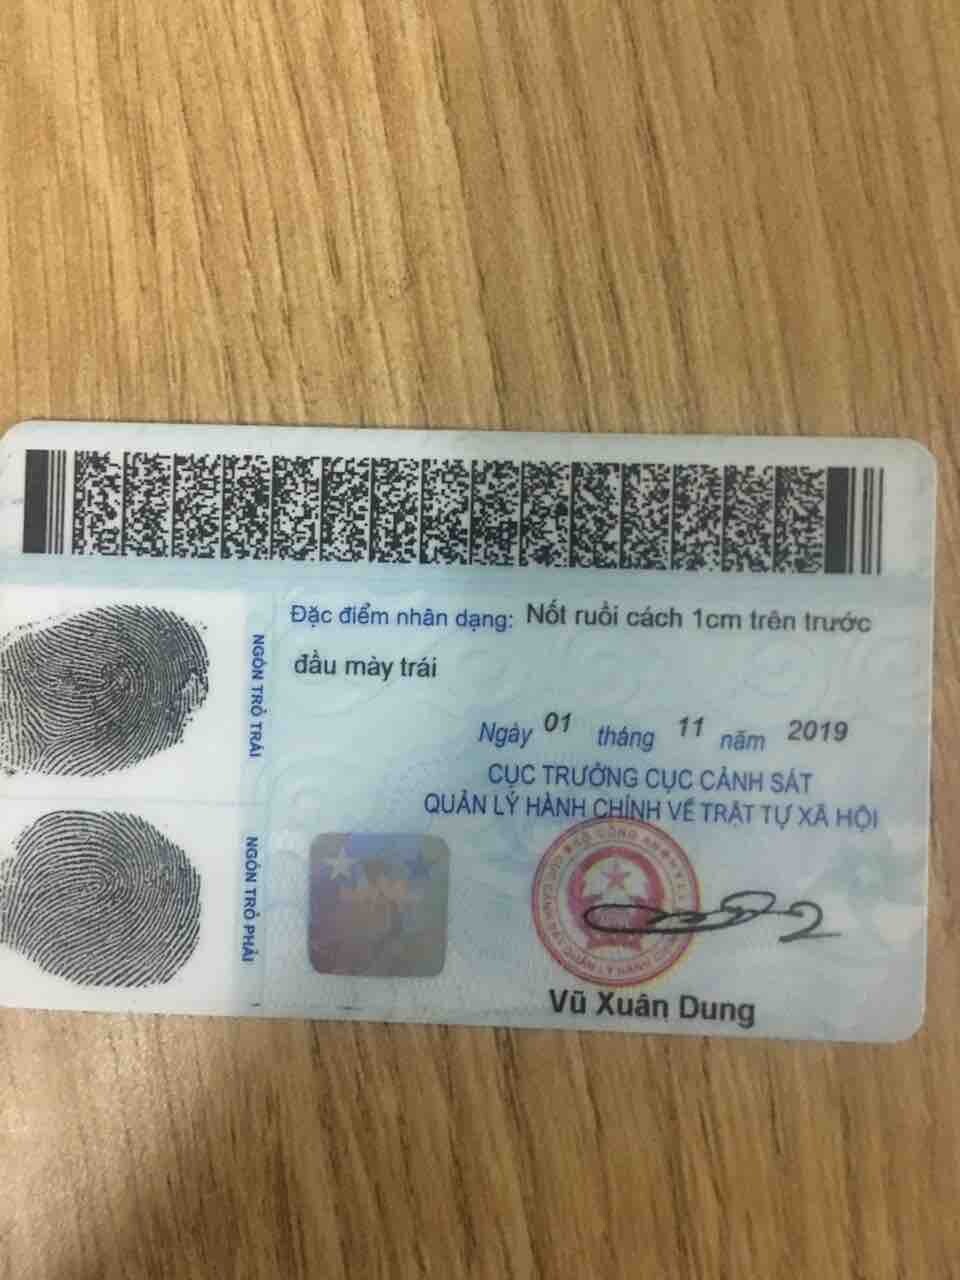 Đặc điểm nhân dạng: Nốt ruồi cách 1cm trên trước
đầu mày trái
NGÓN TRỎ TRÁI
Ngày 01 tháng 11 năm 2019
CỤC TRƯỞNG CỤC CẢNH SÁT
QUẢN LÝ HÀNH CHÍNH VỀ TRẬT TỰ XÃ HỘI
NGÓN TRỎ PHẢI
Vũ Xuân Dung